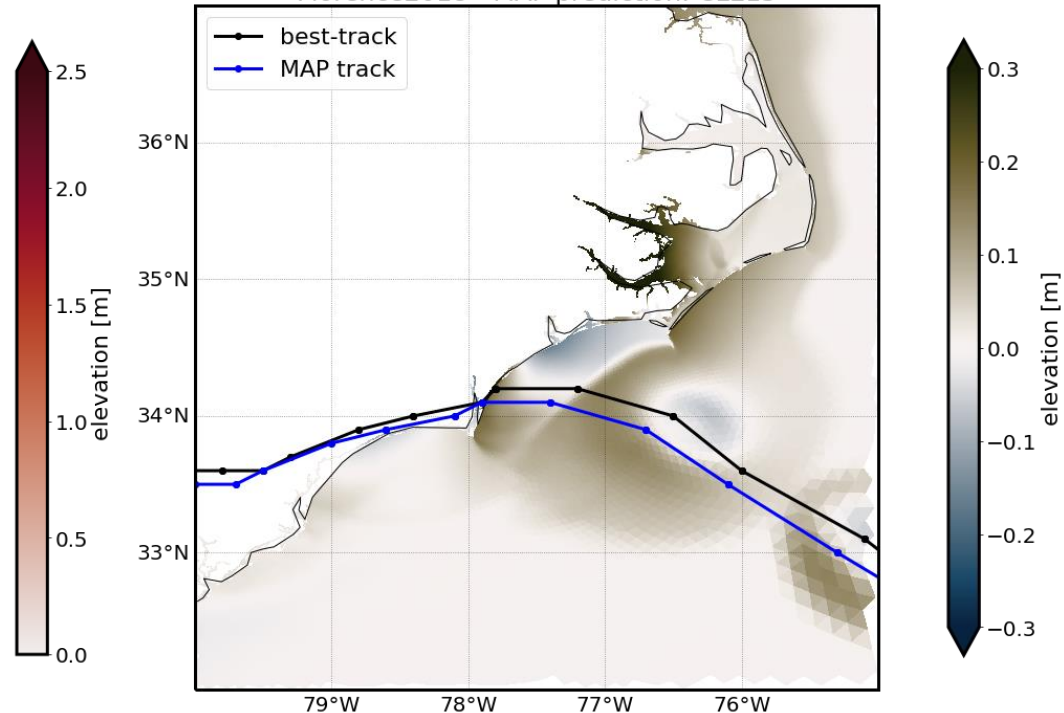 best-track
MAP track
2.5
2.0
1.5
1.0
0.5
0.0
elevation [m]
36°N
35°N
34°N
33°N
79°W
78°W
77°W
76°W
0.3
0.2
0.1
0.0
−0.1
−0.2
−0.3
elevation [m]